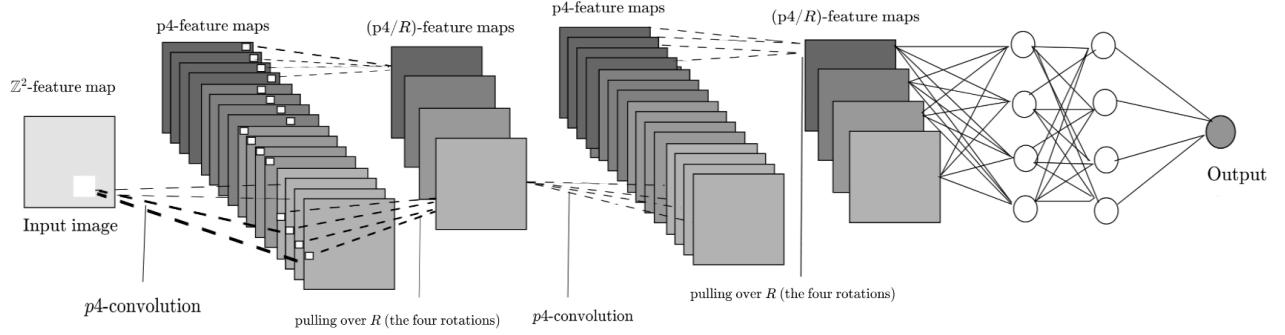 p4-feature maps
(p4/R)-feature maps
p4-feature maps
(p4/R)-feature maps
ℤ²-feature map
Input image
Output
p4-convolution
pulling over R (the four rotations)
p4-convolution
pulling over R (the four rotations)